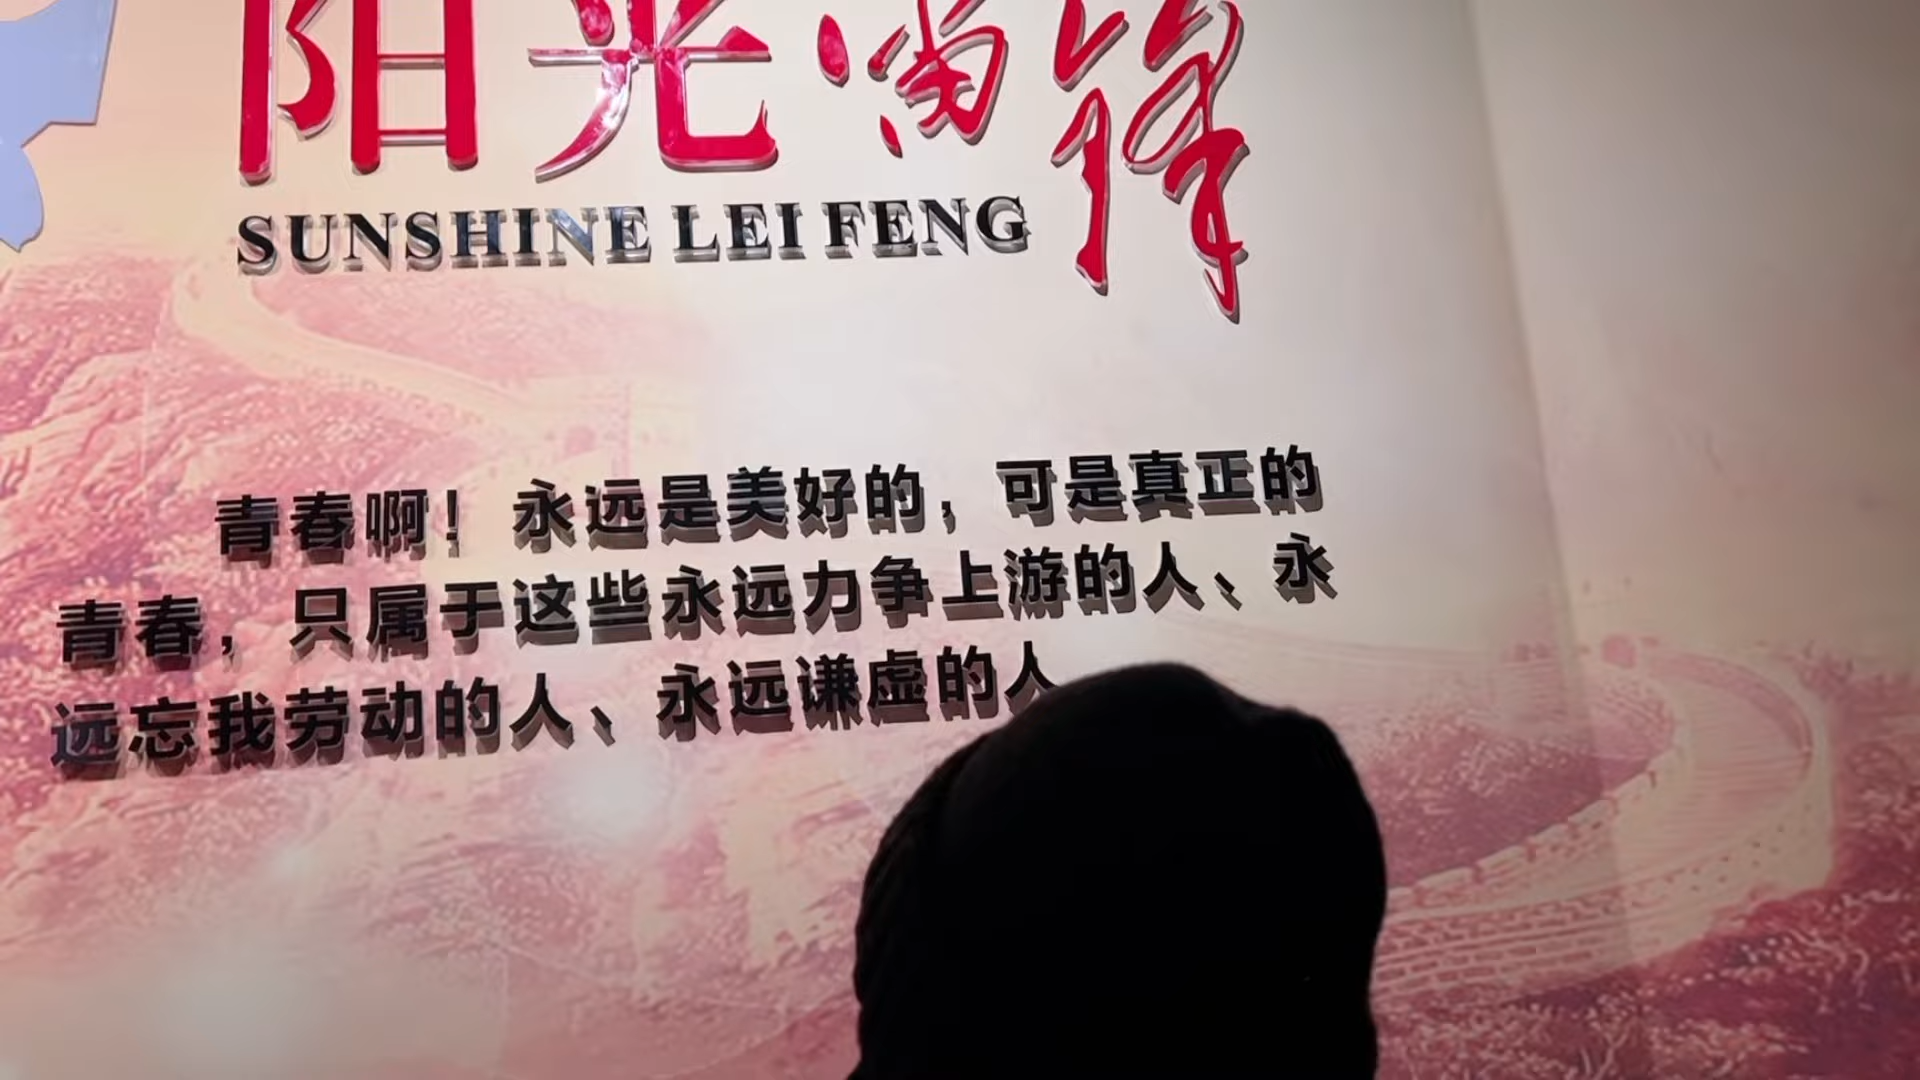 阳光雷锋
SUNSHINE LEI FENG
青春啊！永远是美好的，可是真正的
青春，只属于这些永远力争上游的人、永
远忘我劳动的人、永远谦虚的人